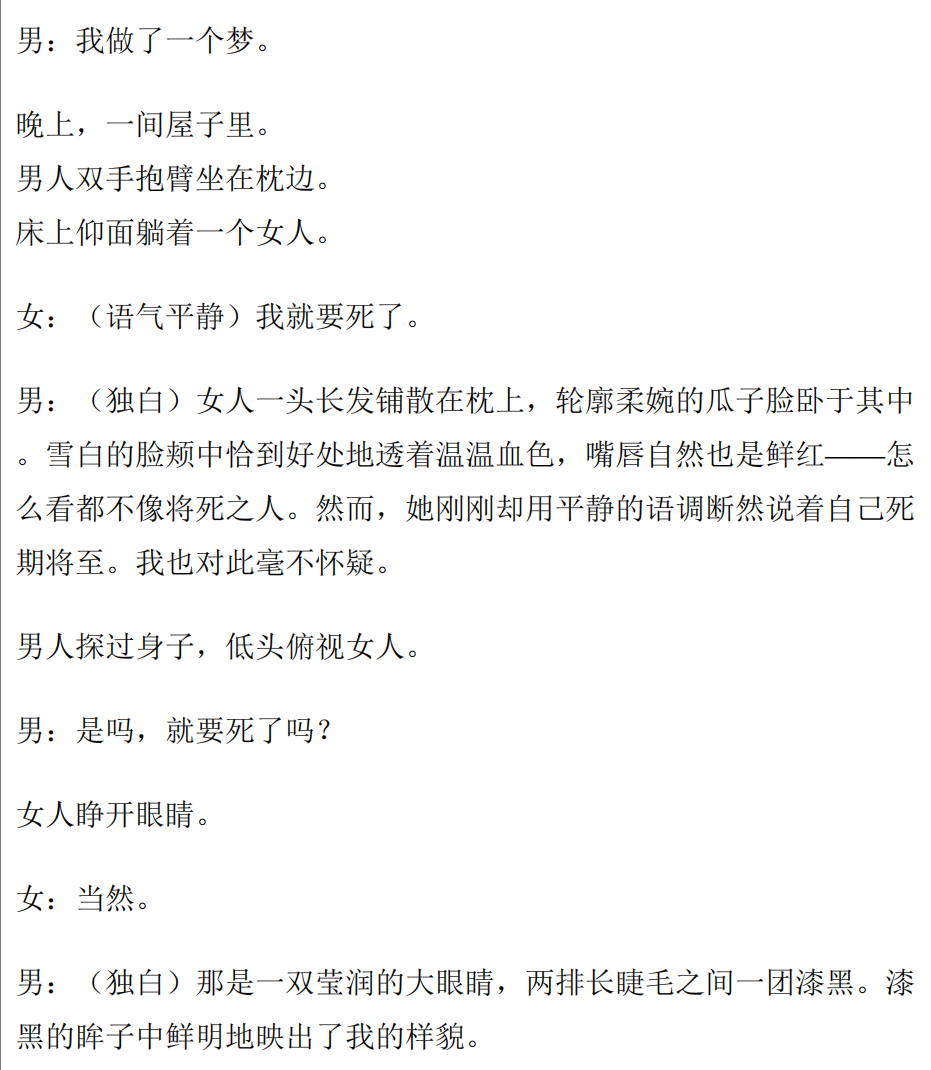 男：我做了一个梦。
晚上，一间屋子里。
男人双手抱臂坐在枕边。
床上仰面躺着一个女人。
女：（语气平静）我就要死了。
男：（独白）女人一头长发铺散在枕上，轮廓柔婉的瓜子脸卧于其中
。雪白的脸颊中恰到好处地透着温温血色，嘴唇自然也是鲜红——怎
么看都不像将死之人。然而，她刚刚却用平静的语调断然说着自己死
期将至。我也对此毫不怀疑。
男人探过身子，低头俯视女人。
男：是吗，就要死了吗？
女人睁开眼睛。
女：当然。
男：（独白）那是一双莹润的大眼睛，两排长睫毛之间一团漆黑。漆
黑的眸子中鲜明地映出了我的样貌。